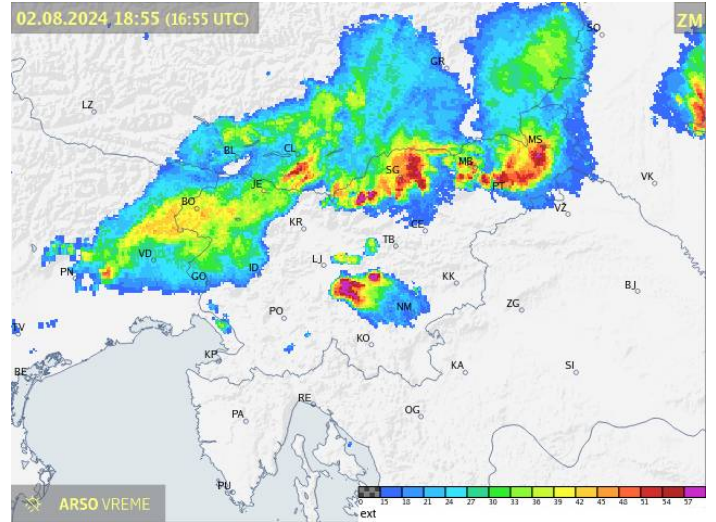 02.08.2024 18:55 (16:55 UTC)
ZM
SO
GR
LZ
MS
BL
CL
MB
SG
PT
VK
JE
BO
VŽ
KR
CE
TB
VD
LJ
ID
PN
GO
KK
BJ
NM
ZG
PO
TV
KO
KP
BE
KA
SI
RE
PA
OG
PU
ARSO VREME
0 15 18 21 24 27 30 33 36 39 42 45 48 51 54 57
ext